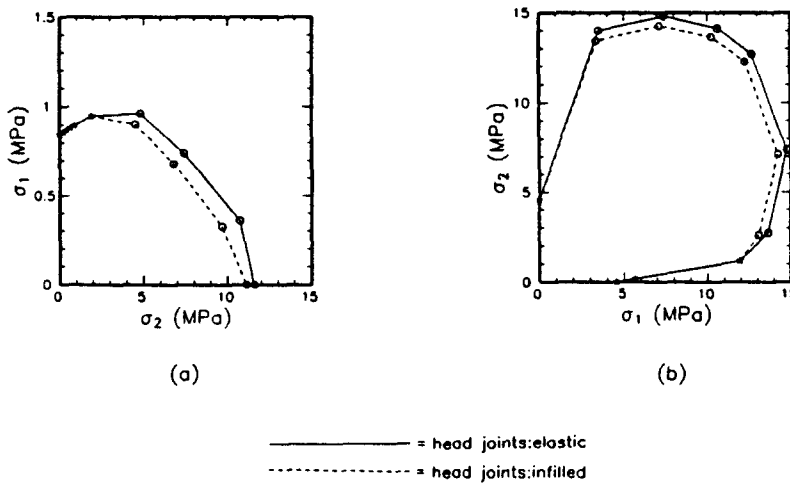 1.5
1
0.5
0
0
5
10
15
σ₁ (MPa)
σ₂ (MPa)
(a)
15
10
5
0
0
5
10
15
σ₂ (MPa)
σ₁ (MPa)
(b)
= head joints:elastic
= head joints:infilled